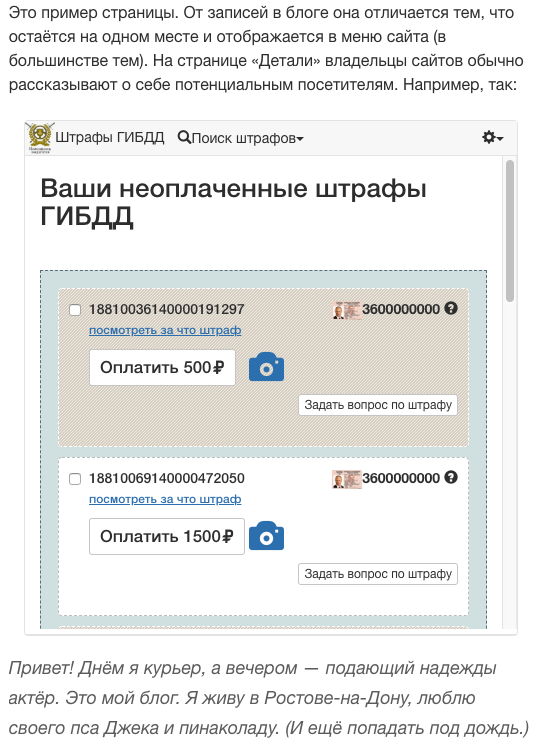 Это пример страницы. От записей в блоге она отличается тем, что
остаётся на одном месте и отображается в меню сайта (в
большинстве тем). На странице «Детали» владельцы сайтов обычно
рассказывают о себе потенциальным посетителям. Например, так:
Штрафы ГИБДД Поиск штрафов
Ваши неоплаченные штрафы
ГИБДД
18810036140000191297 3600000000
посмотреть за что штраф
Оплатить 500₽
Задать вопрос по штрафу
18810069140000472050 3600000000
посмотреть за что штраф
Оплатить 1500₽
Задать вопрос по штрафу
Привет! Днём я курьер, а вечером — подающий надежды
актёр. Это мой блог. Я живу в Ростове-на-Дону, люблю
своего пса Джека и пинаколаду. (И ещё попадать под дождь.)